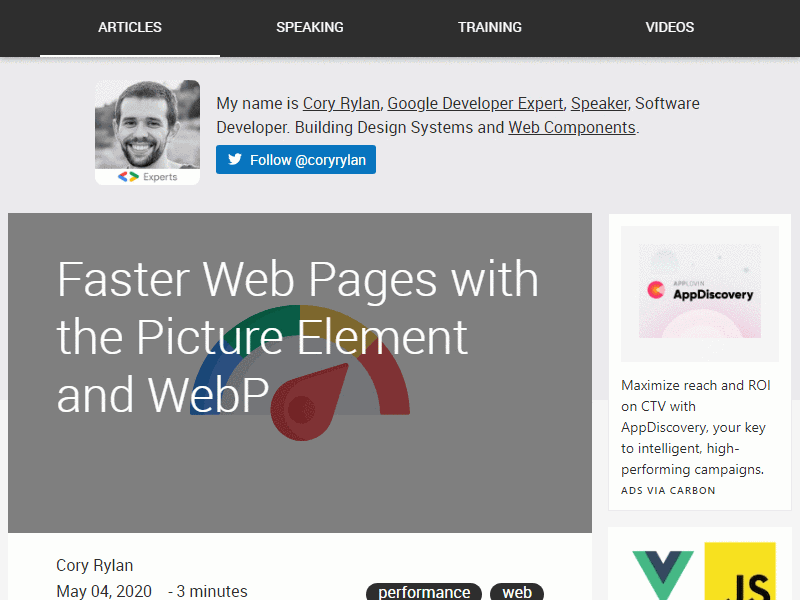 ARTICLES SPEAKING TRAINING VIDEOS
My name is Cory Rylan, Google Developer Expert, Speaker, Software
Developer. Building Design Systems and Web Components.
Follow @coryrylan
Experts
Faster Web Pages with
the Picture Element
and WebP
Cory Rylan
May 04, 2020 - 3 minutes
performance web
APPLOVIN
AppDiscovery
Maximize reach and ROI
on CTV with
AppDiscovery, your key
to intelligent, high-
performing campaigns.
ADS VIA CARBON
JS